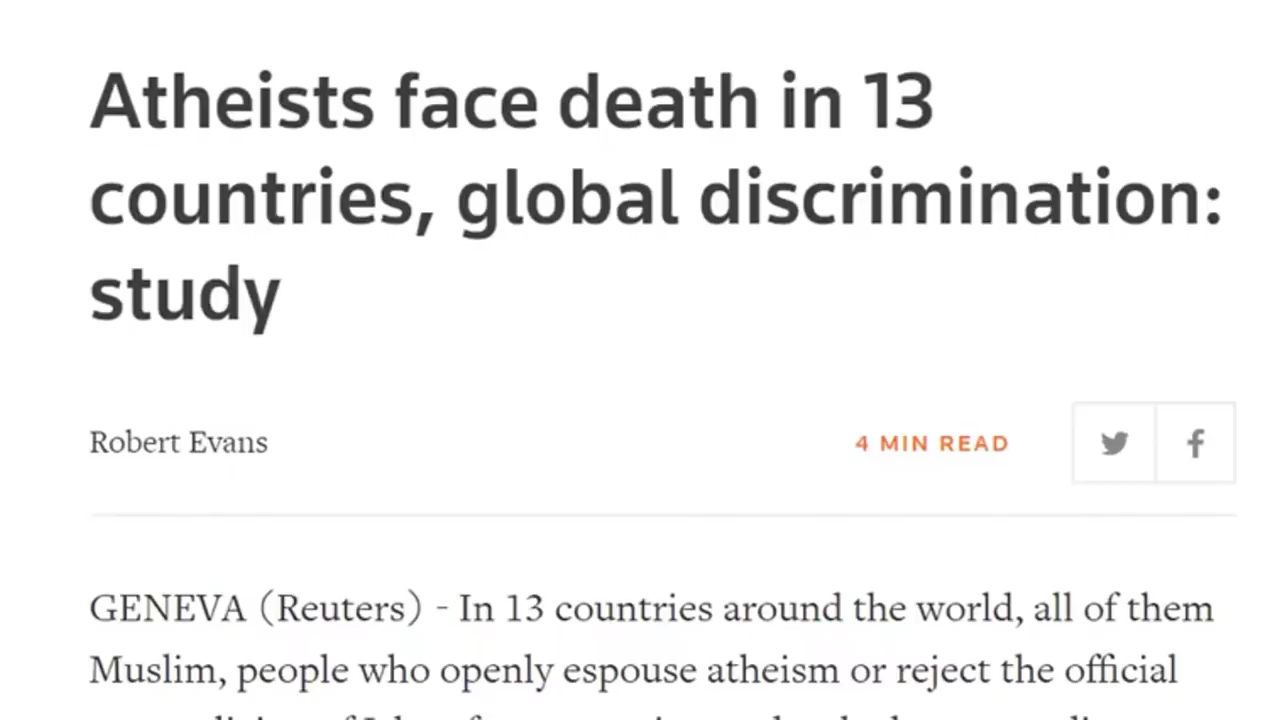 Atheists face death in 13
countries, global discrimination:
study
Robert Evans
4 MIN READ
GENEVA (Reuters) - In 13 countries around the world, all of them
Muslim, people who openly espouse atheism or reject the official